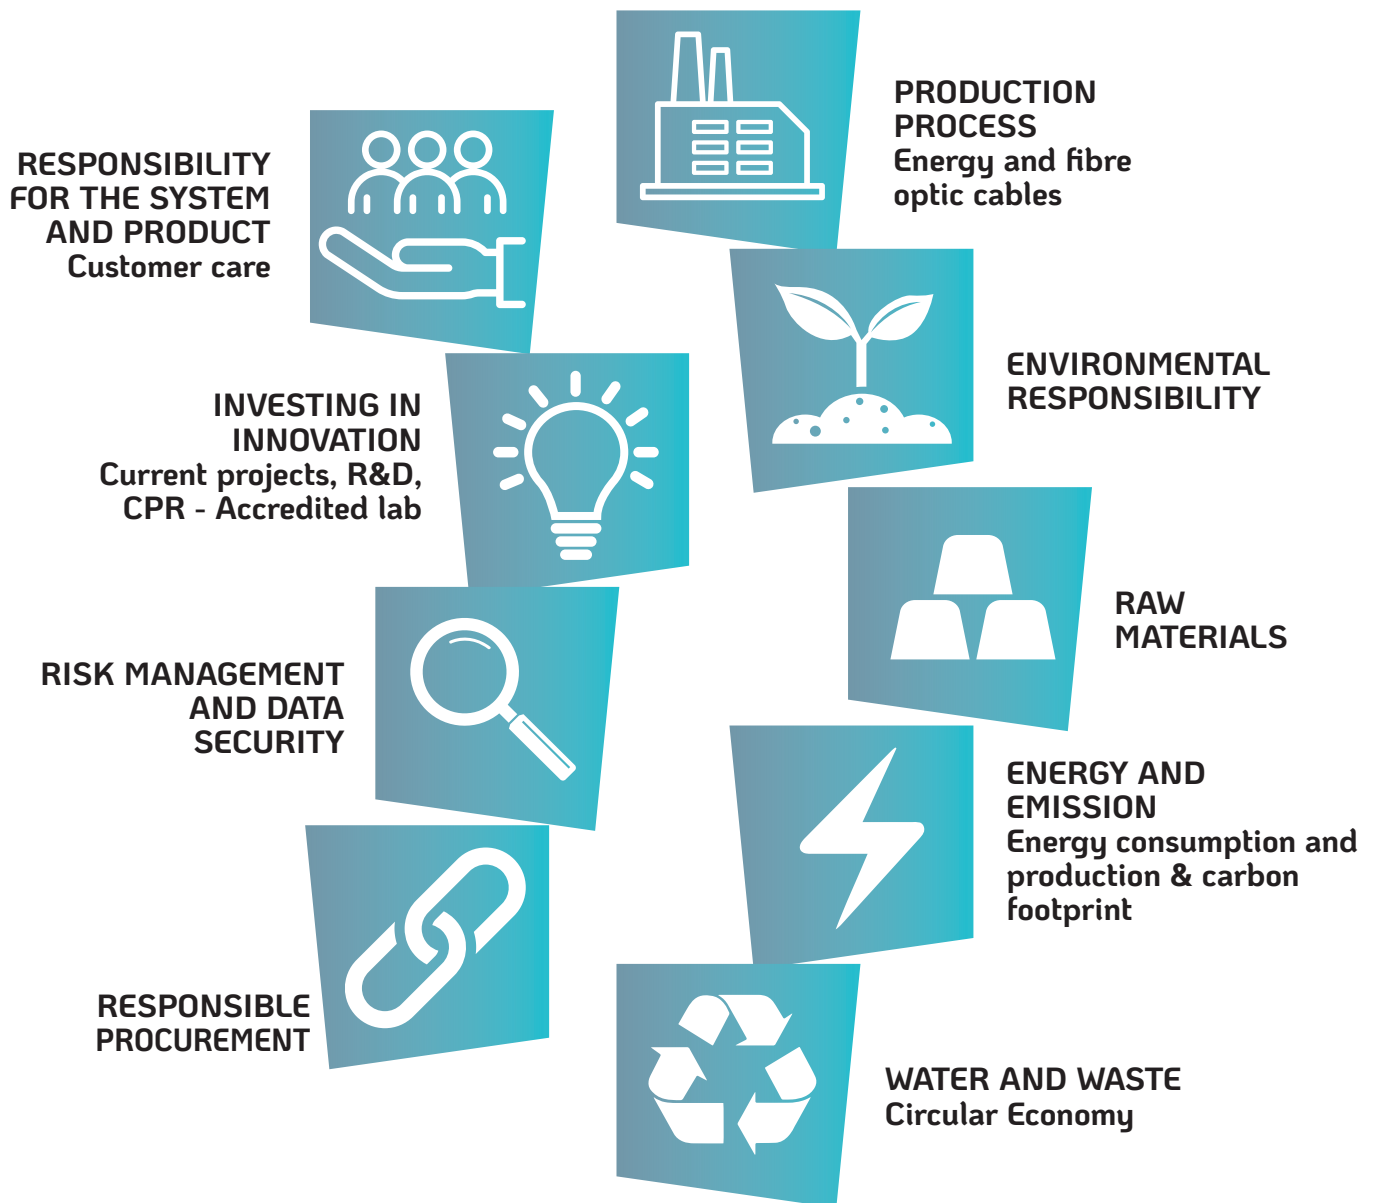 RESPONSIBILITY
FOR THE SYSTEM
AND PRODUCT
Customer care
INVESTING IN
INNOVATION
Current projects, R&D,
CPR - Accredited lab
RISK MANAGEMENT
AND DATA
SECURITY
RESPONSIBLE
PROCUREMENT
PRODUCTION
PROCESS
Energy and fibre
optic cables
ENVIRONMENTAL
RESPONSIBILITY
RAW
MATERIALS
ENERGY AND
EMISSION
Energy consumption and
production & carbon
footprint
WATER AND WASTE
Circular Economy